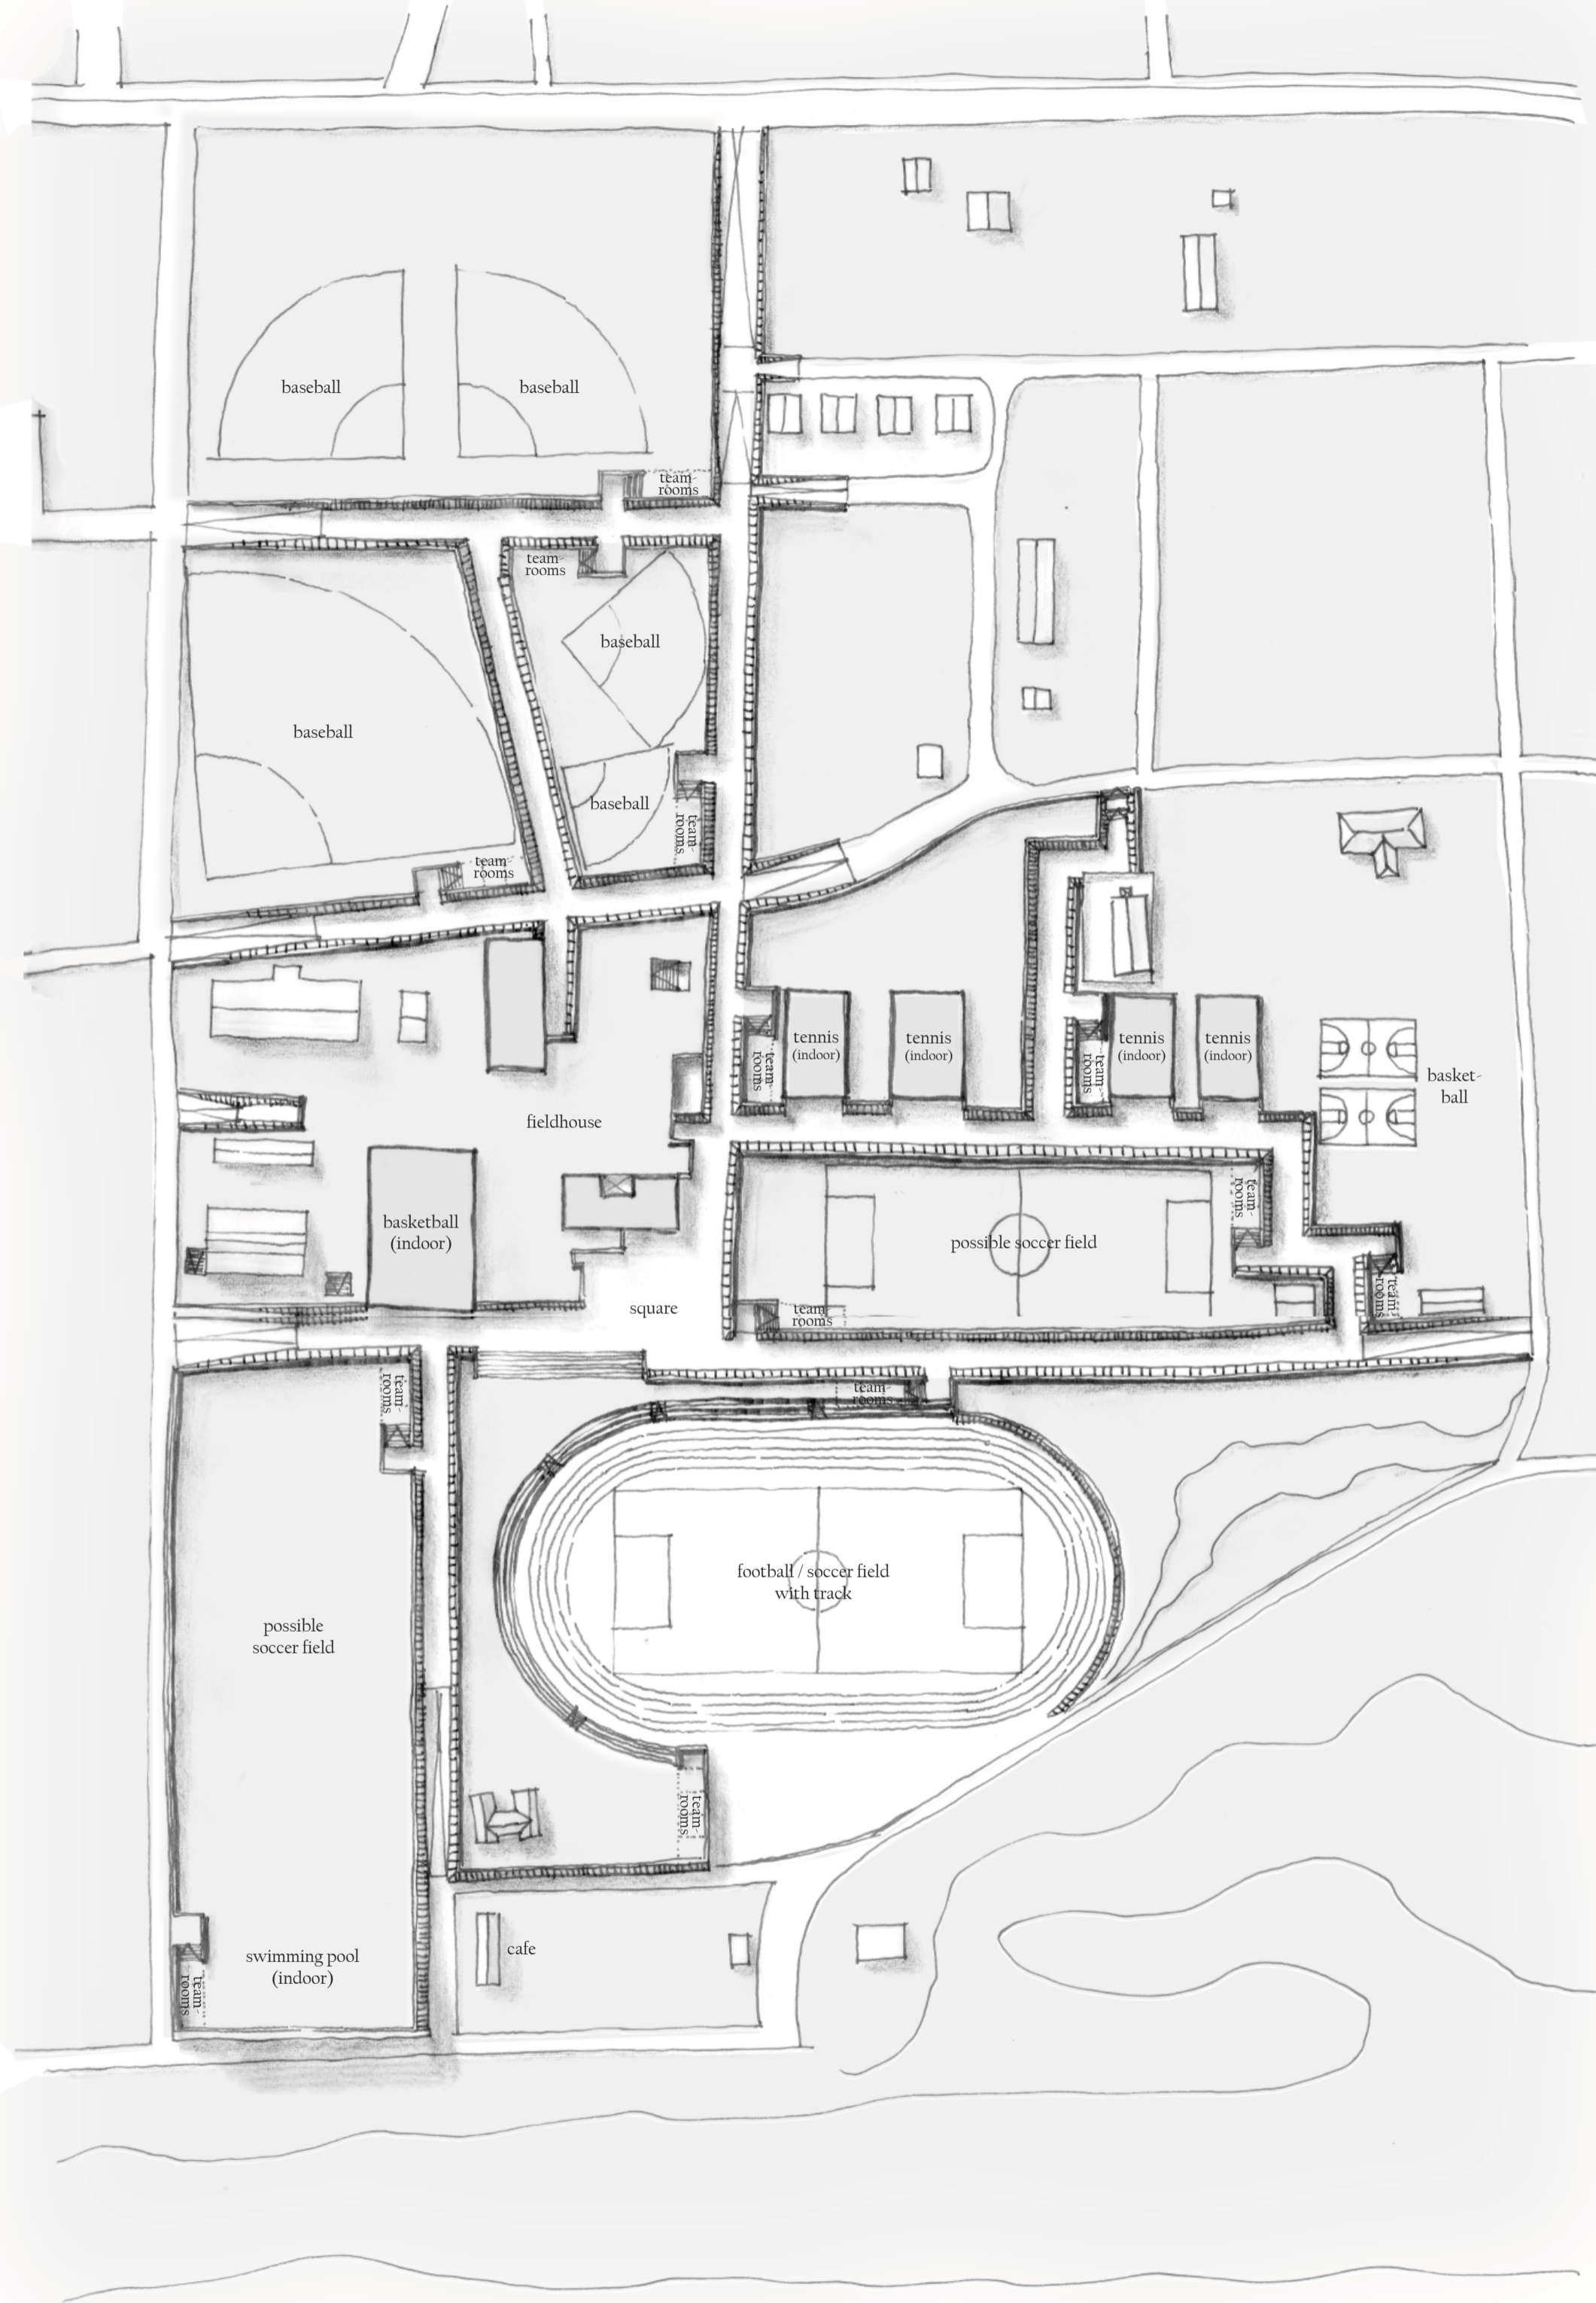 baseball
baseball
team-
rooms
team-
rooms
baseball
baseball
baseball
team-
rooms
team-
rooms
fieldhouse
tennis
(indoor)
tennis
(indoor)
tennis
(indoor)
tennis
(indoor)
team-
rooms
team-
rooms
basket-
ball
basketball
(indoor)
possible soccer field
team-
rooms
square
team-
rooms
team-
rooms
team-
rooms
team-
rooms
football / soccer field
with track
possible
soccer field
team-
rooms
cafe
swimming pool
(indoor)
team-
rooms